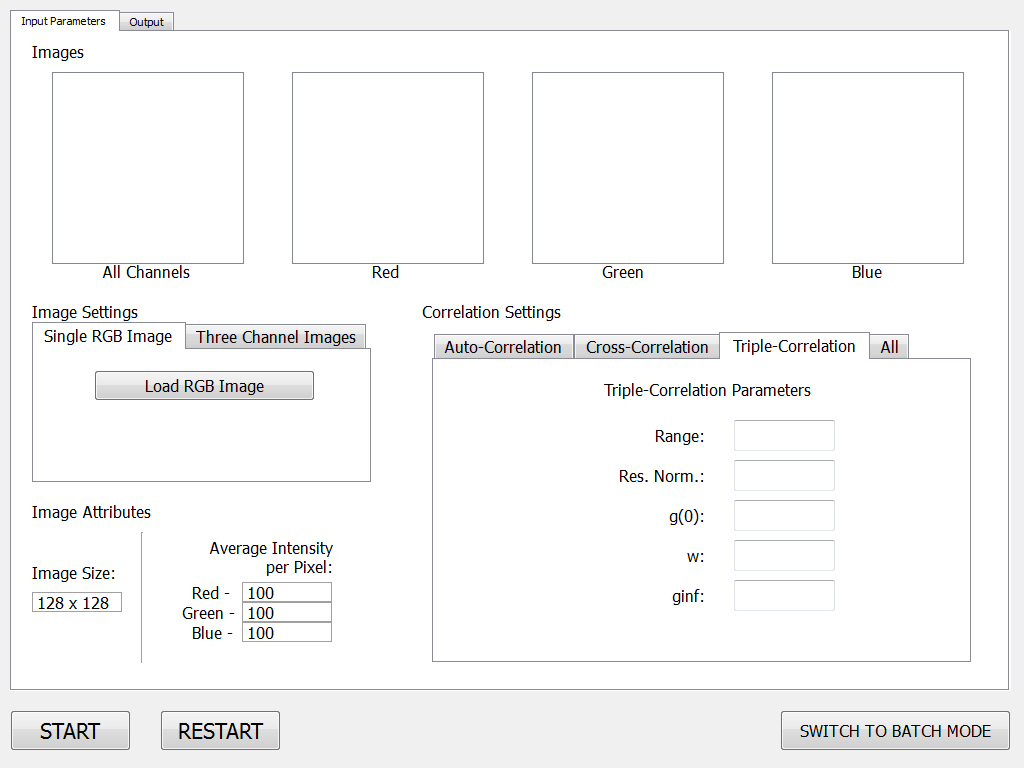 Input Parameters
Output
Images
All Channels
Red
Green
Blue
Image Settings
Single RGB Image
Three Channel Images
Load RGB Image
Image Attributes
Image Size:
128 x 128
Average Intensity
per Pixel:
Red - 100
Green - 100
Blue - 100
Correlation Settings
Auto-Correlation
Cross-Correlation
Triple-Correlation
All
Triple-Correlation Parameters
Range:
Res. Norm.:
g(0):
w:
ginf:
START
RESTART
SWITCH TO BATCH MODE